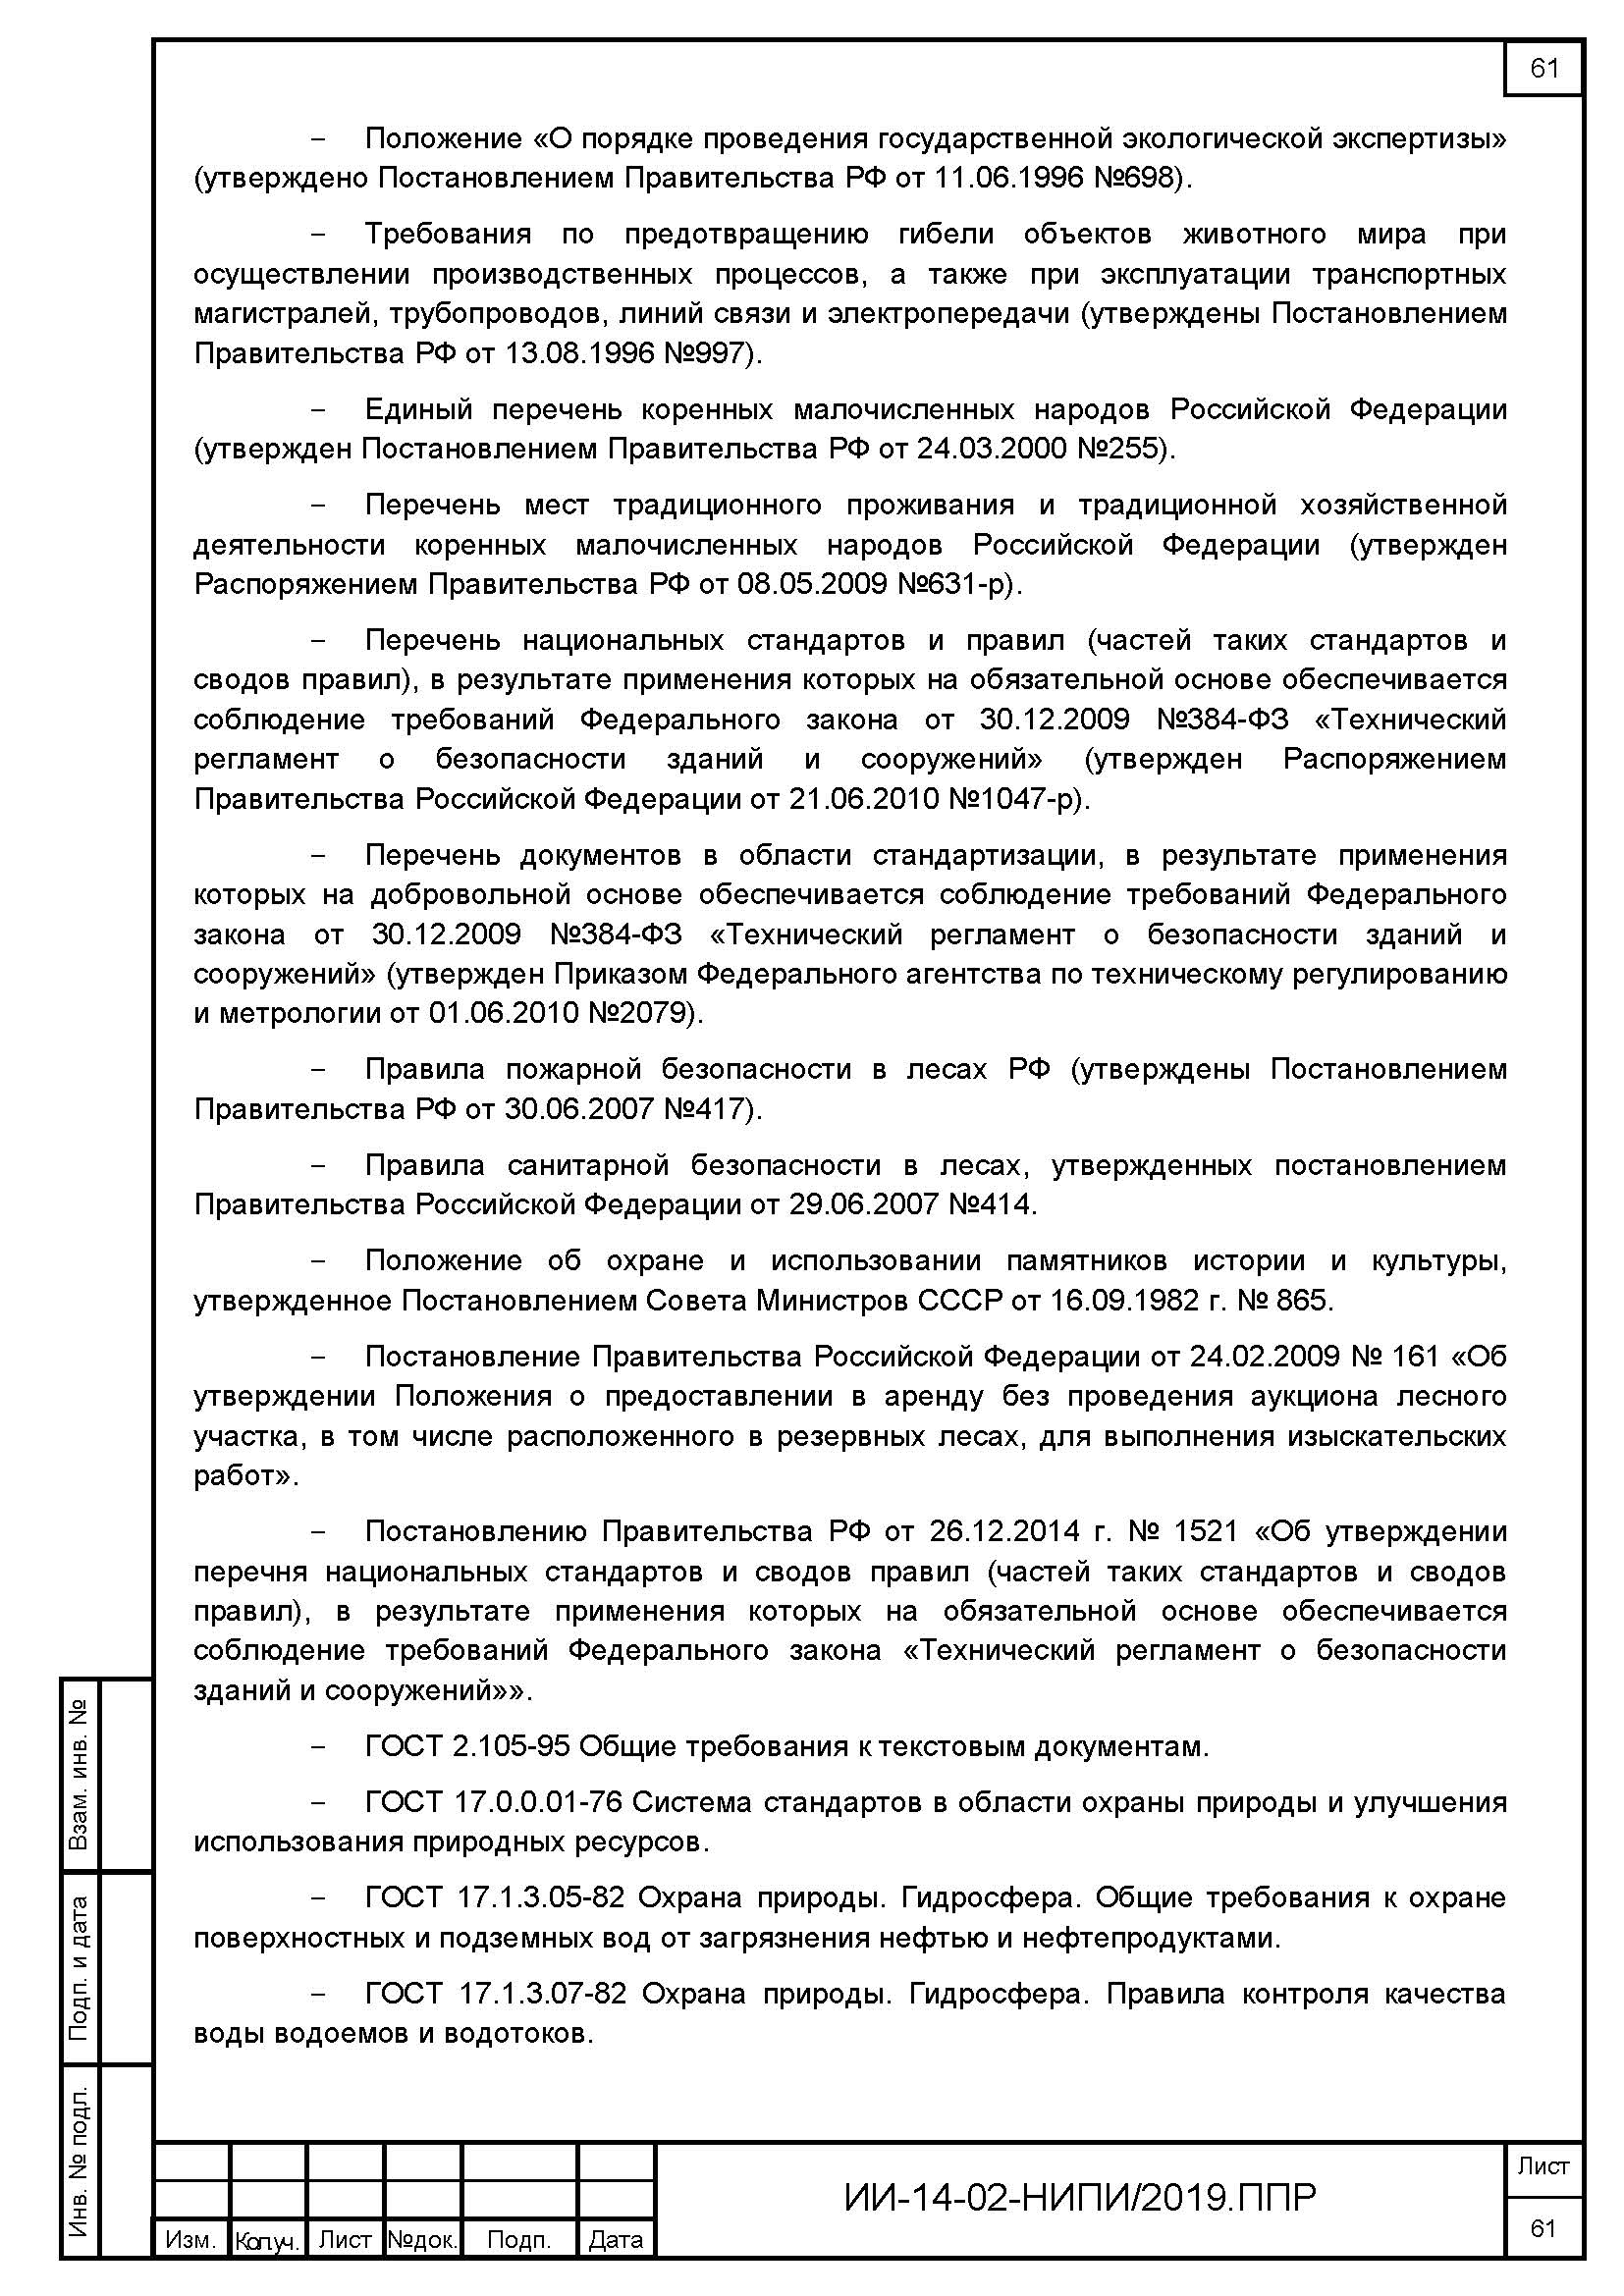 61
– Положение «О порядке проведения государственной экологической экспертизы»
(утверждено Постановлением Правительства РФ от 11.06.1996 №698).
– Требования по предотвращению гибели объектов животного мира при
осуществлении производственных процессов, а также при эксплуатации транспортных
магистралей, трубопроводов, линий связи и электропередачи (утверждены Постановлением
Правительства РФ от 13.08.1996 №997).
– Единый перечень коренных малочисленных народов Российской Федерации
(утвержден Постановлением Правительства РФ от 24.03.2000 №255).
– Перечень мест традиционного проживания и традиционной хозяйственной
деятельности коренных малочисленных народов Российской Федерации (утвержден
Распоряжением Правительства РФ от 08.05.2009 №631-р).
– Перечень национальных стандартов и правил (частей таких стандартов и
сводов правил), в результате применения которых на обязательной основе обеспечивается
соблюдение требований Федерального закона от 30.12.2009 №384-ФЗ «Технический
регламент о безопасности зданий и сооружений» (утвержден Распоряжением
Правительства Российской Федерации от 21.06.2010 №1047-р).
– Перечень документов в области стандартизации, в результате применения
которых на добровольной основе обеспечивается соблюдение требований Федерального
закона от 30.12.2009 №384-ФЗ «Технический регламент о безопасности зданий и
сооружений» (утвержден Приказом Федерального агентства по техническому регулированию
и метрологии от 01.06.2010 №2079).
– Правила пожарной безопасности в лесах РФ (утверждены Постановлением
Правительства РФ от 30.06.2007 №417).
– Правила санитарной безопасности в лесах, утвержденных постановлением
Правительства Российской Федерации от 29.06.2007 №414.
– Положение об охране и использовании памятников истории и культуры,
утвержденное Постановлением Совета Министров СССР от 16.09.1982 г. № 865.
– Постановление Правительства Российской Федерации от 24.02.2009 № 161 «Об
утверждении Положения о предоставлении в аренду без проведения аукциона лесного
участка, в том числе расположенного в резервных лесах, для выполнения изыскательских
работ».
– Постановлению Правительства РФ от 26.12.2014 г. № 1521 «Об утверждении
перечня национальных стандартов и сводов правил (частей таких стандартов и сводов
правил), в результате применения которых на обязательной основе обеспечивается
соблюдение требований Федерального закона «Технический регламент о безопасности
зданий и сооружений»».
– ГОСТ 2.105-95 Общие требования к текстовым документам.
– ГОСТ 17.0.0.01-76 Система стандартов в области охраны природы и улучшения
использования природных ресурсов.
– ГОСТ 17.1.3.05-82 Охрана природы. Гидросфера. Общие требования к охране
поверхностных и подземных вод от загрязнения нефтью и нефтепродуктами.
– ГОСТ 17.1.3.07-82 Охрана природы. Гидросфера. Правила контроля качества
воды водоемов и водотоков.
Взам. инв. №
Подп. и дата
Инв. № подл.
Изм. Кол.уч. Лист №док. Подп. Дата
ИИ-14-02-НИПИ/2019.ППР
Лист
61